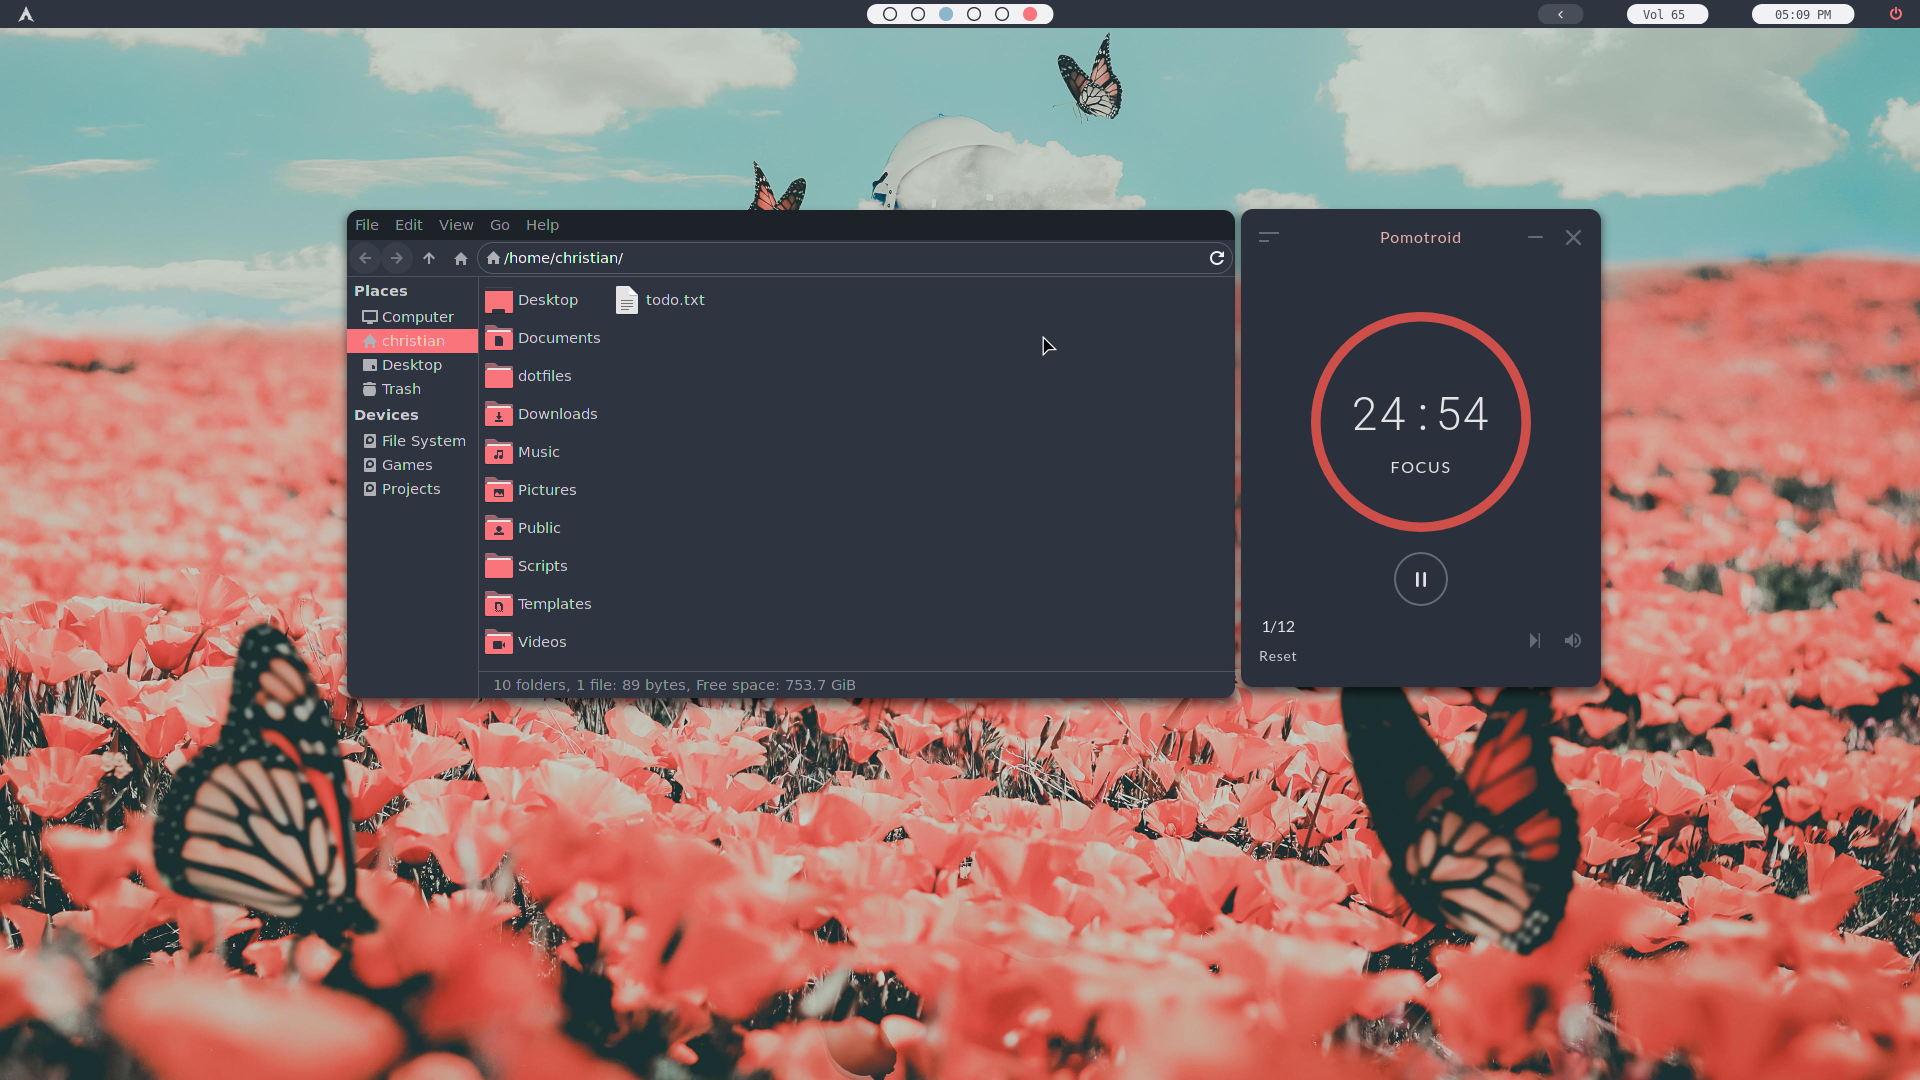 Vol 65
05:09 PM
File Edit View Go Help
/home/christian/
Places
Computer
christian
Desktop
Trash
Devices
File System
Games
Projects
Desktop
Documents
dotfiles
Downloads
Music
Pictures
Public
Scripts
Templates
Videos
todo.txt
10 folders, 1 file: 89 bytes, Free space: 753.7 GiB
Pomotroid
24:54
FOCUS
1/12
Reset